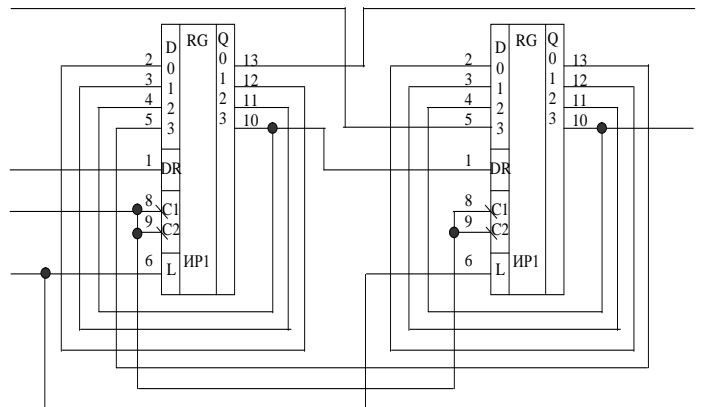 D RG Q D RG Q
2 0 0 13 2 0 0 13
3 1 1 12 3 1 1 12
4 2 2 11 4 2 2 11
5 3 3 10 5 3 3 10
1 DR 1 DR
8 C1 8 C1
9 C2 9 C2
6 L ИР1 6 L ИР1